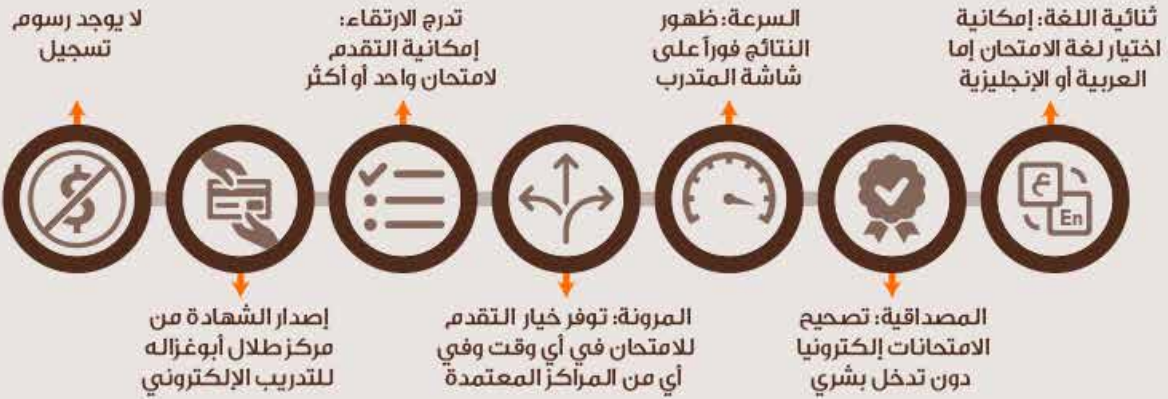 ثنائية اللغة: إمكانية
اختيار لغة الامتحان إما
العربية أو الإنجليزية
السرعة: ظهور
النتائج فوراً على
شاشة المتدرب
تدرج الارتقاء:
إمكانية التقدم
لامتحان واحد أو أكثر
لا يوجد رسوم
تسجيل
ع
En
$
المصداقية: تصحيح
الامتحانات إلكترونيا
دون تدخل بشري
المرونة: توفر خيار التقدم
للامتحان في أي وقت وفي
أي من المراكز المعتمدة
إصدار الشهادة من
مركز طلال أبوغزاله
للتدريب الإلكتروني